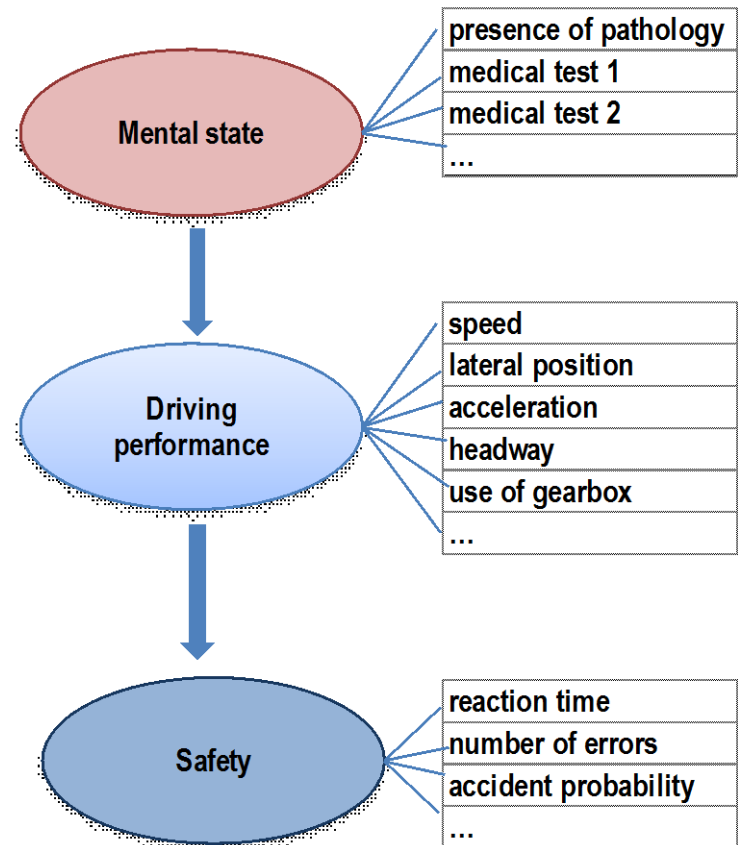 Mental state
presence of pathology
medical test 1
medical test 2
...
Driving
performance
speed
lateral position
acceleration
headway
use of gearbox
...
Safety
reaction time
number of errors
accident probability
...